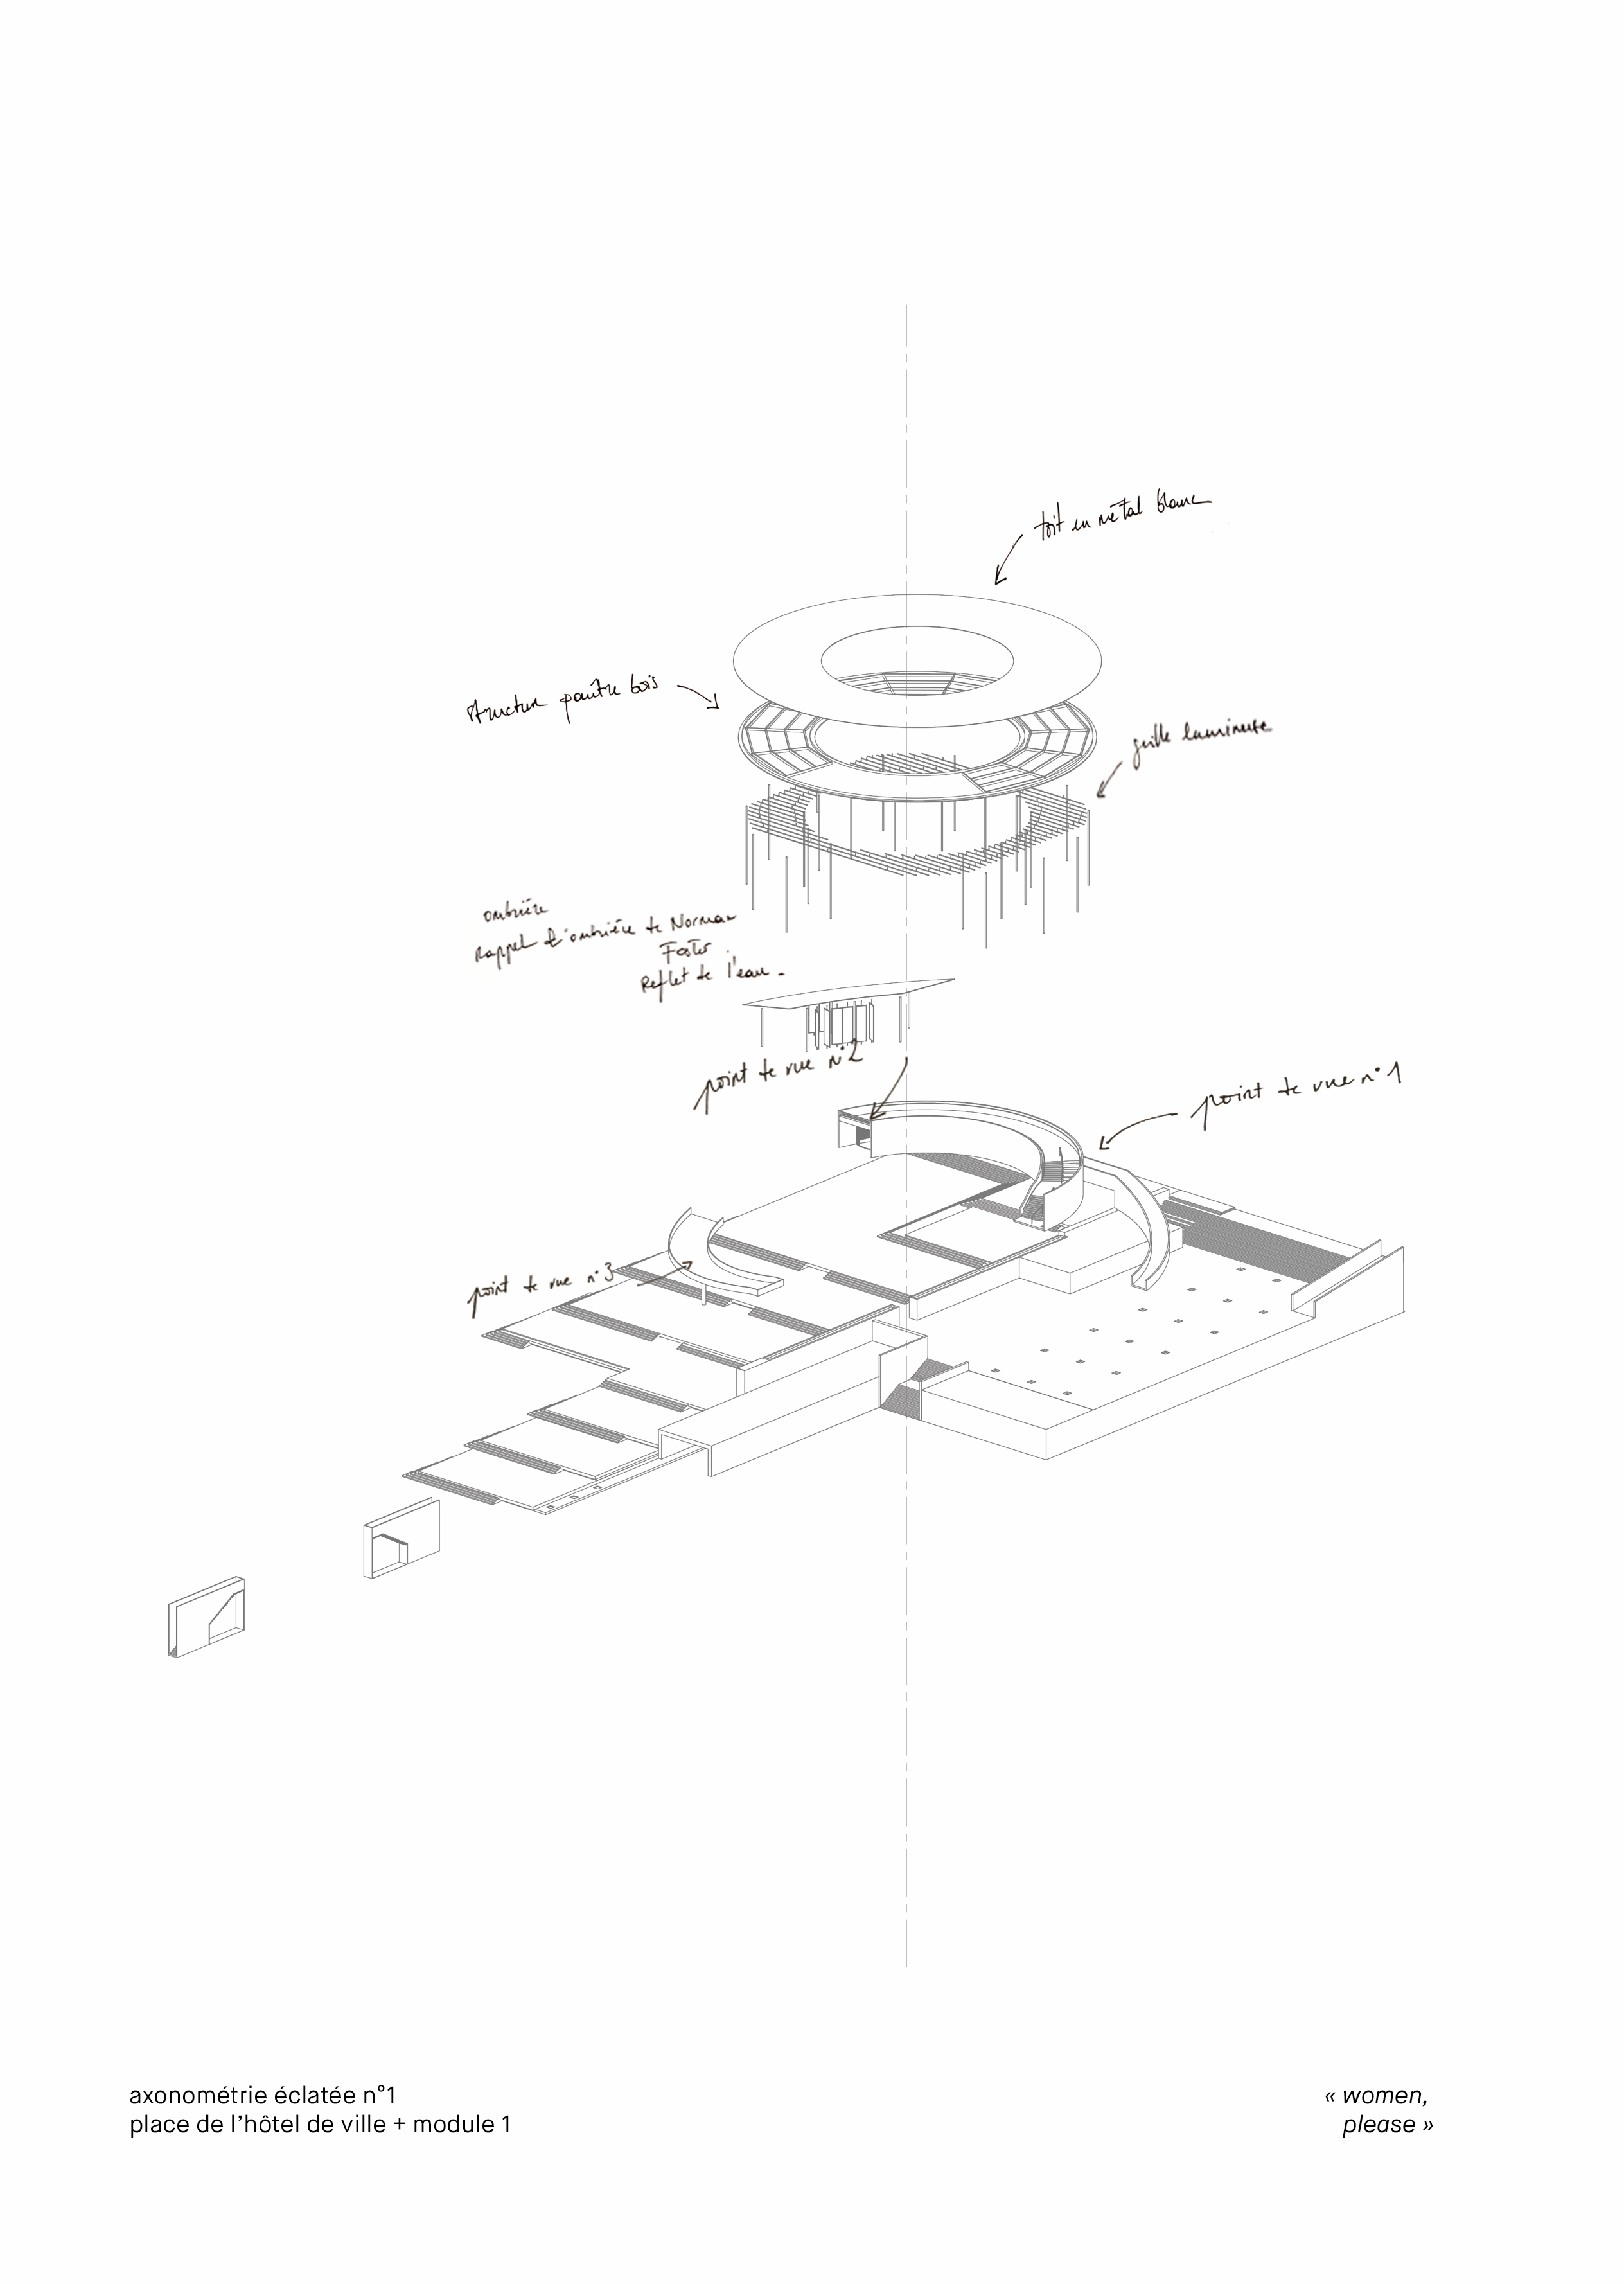 toit en métal blanc
structure poutre bois
grille lumineuse
ombrière
Rappel de l'ombrière de Norman
Foster
Reflet de l'eau -
point de vue n°2
point de vue n°1
point de vue n°3
axonométrie éclatée n°1
place de l'hôtel de ville + module 1
« women,
please »